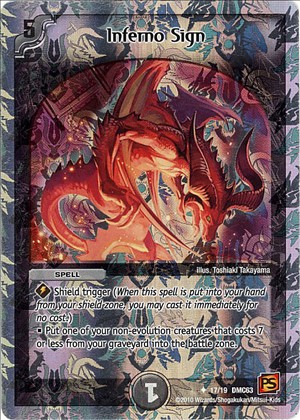 5
Inferno Sign
illus. Toshiaki Takayama
SPELL
Shield trigger (When this spell is put into your hand
from your shield zone, you may cast it immediately for
no cost.)
Put one of your non-evolution creatures that costs 7
or less from your graveyard into the battle zone.
1
17/19 DMC63
PS
©2010 Wizards/Shogakukan/Mitsui-Kids